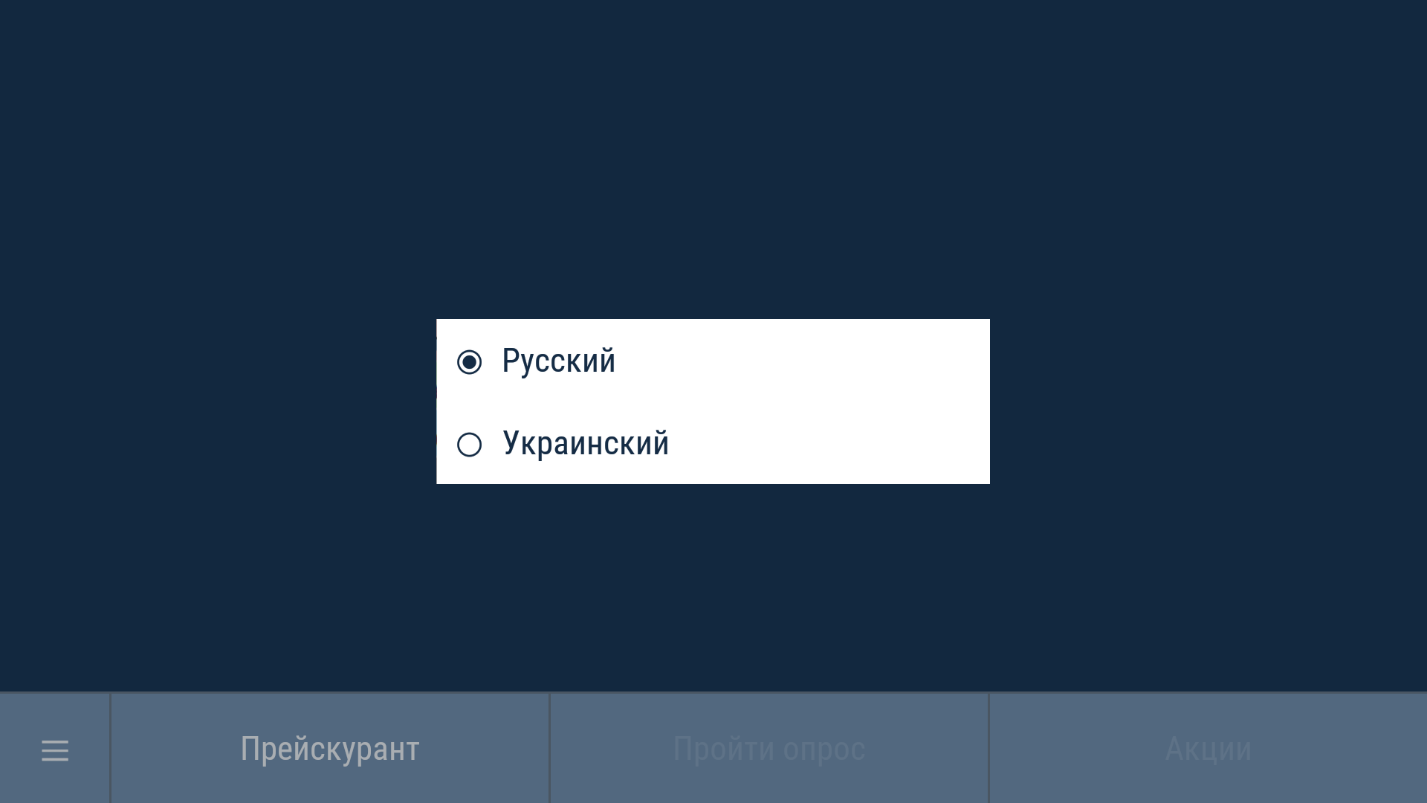 Русский
Украинский
Прейскурант
Пройти опрос
Акции